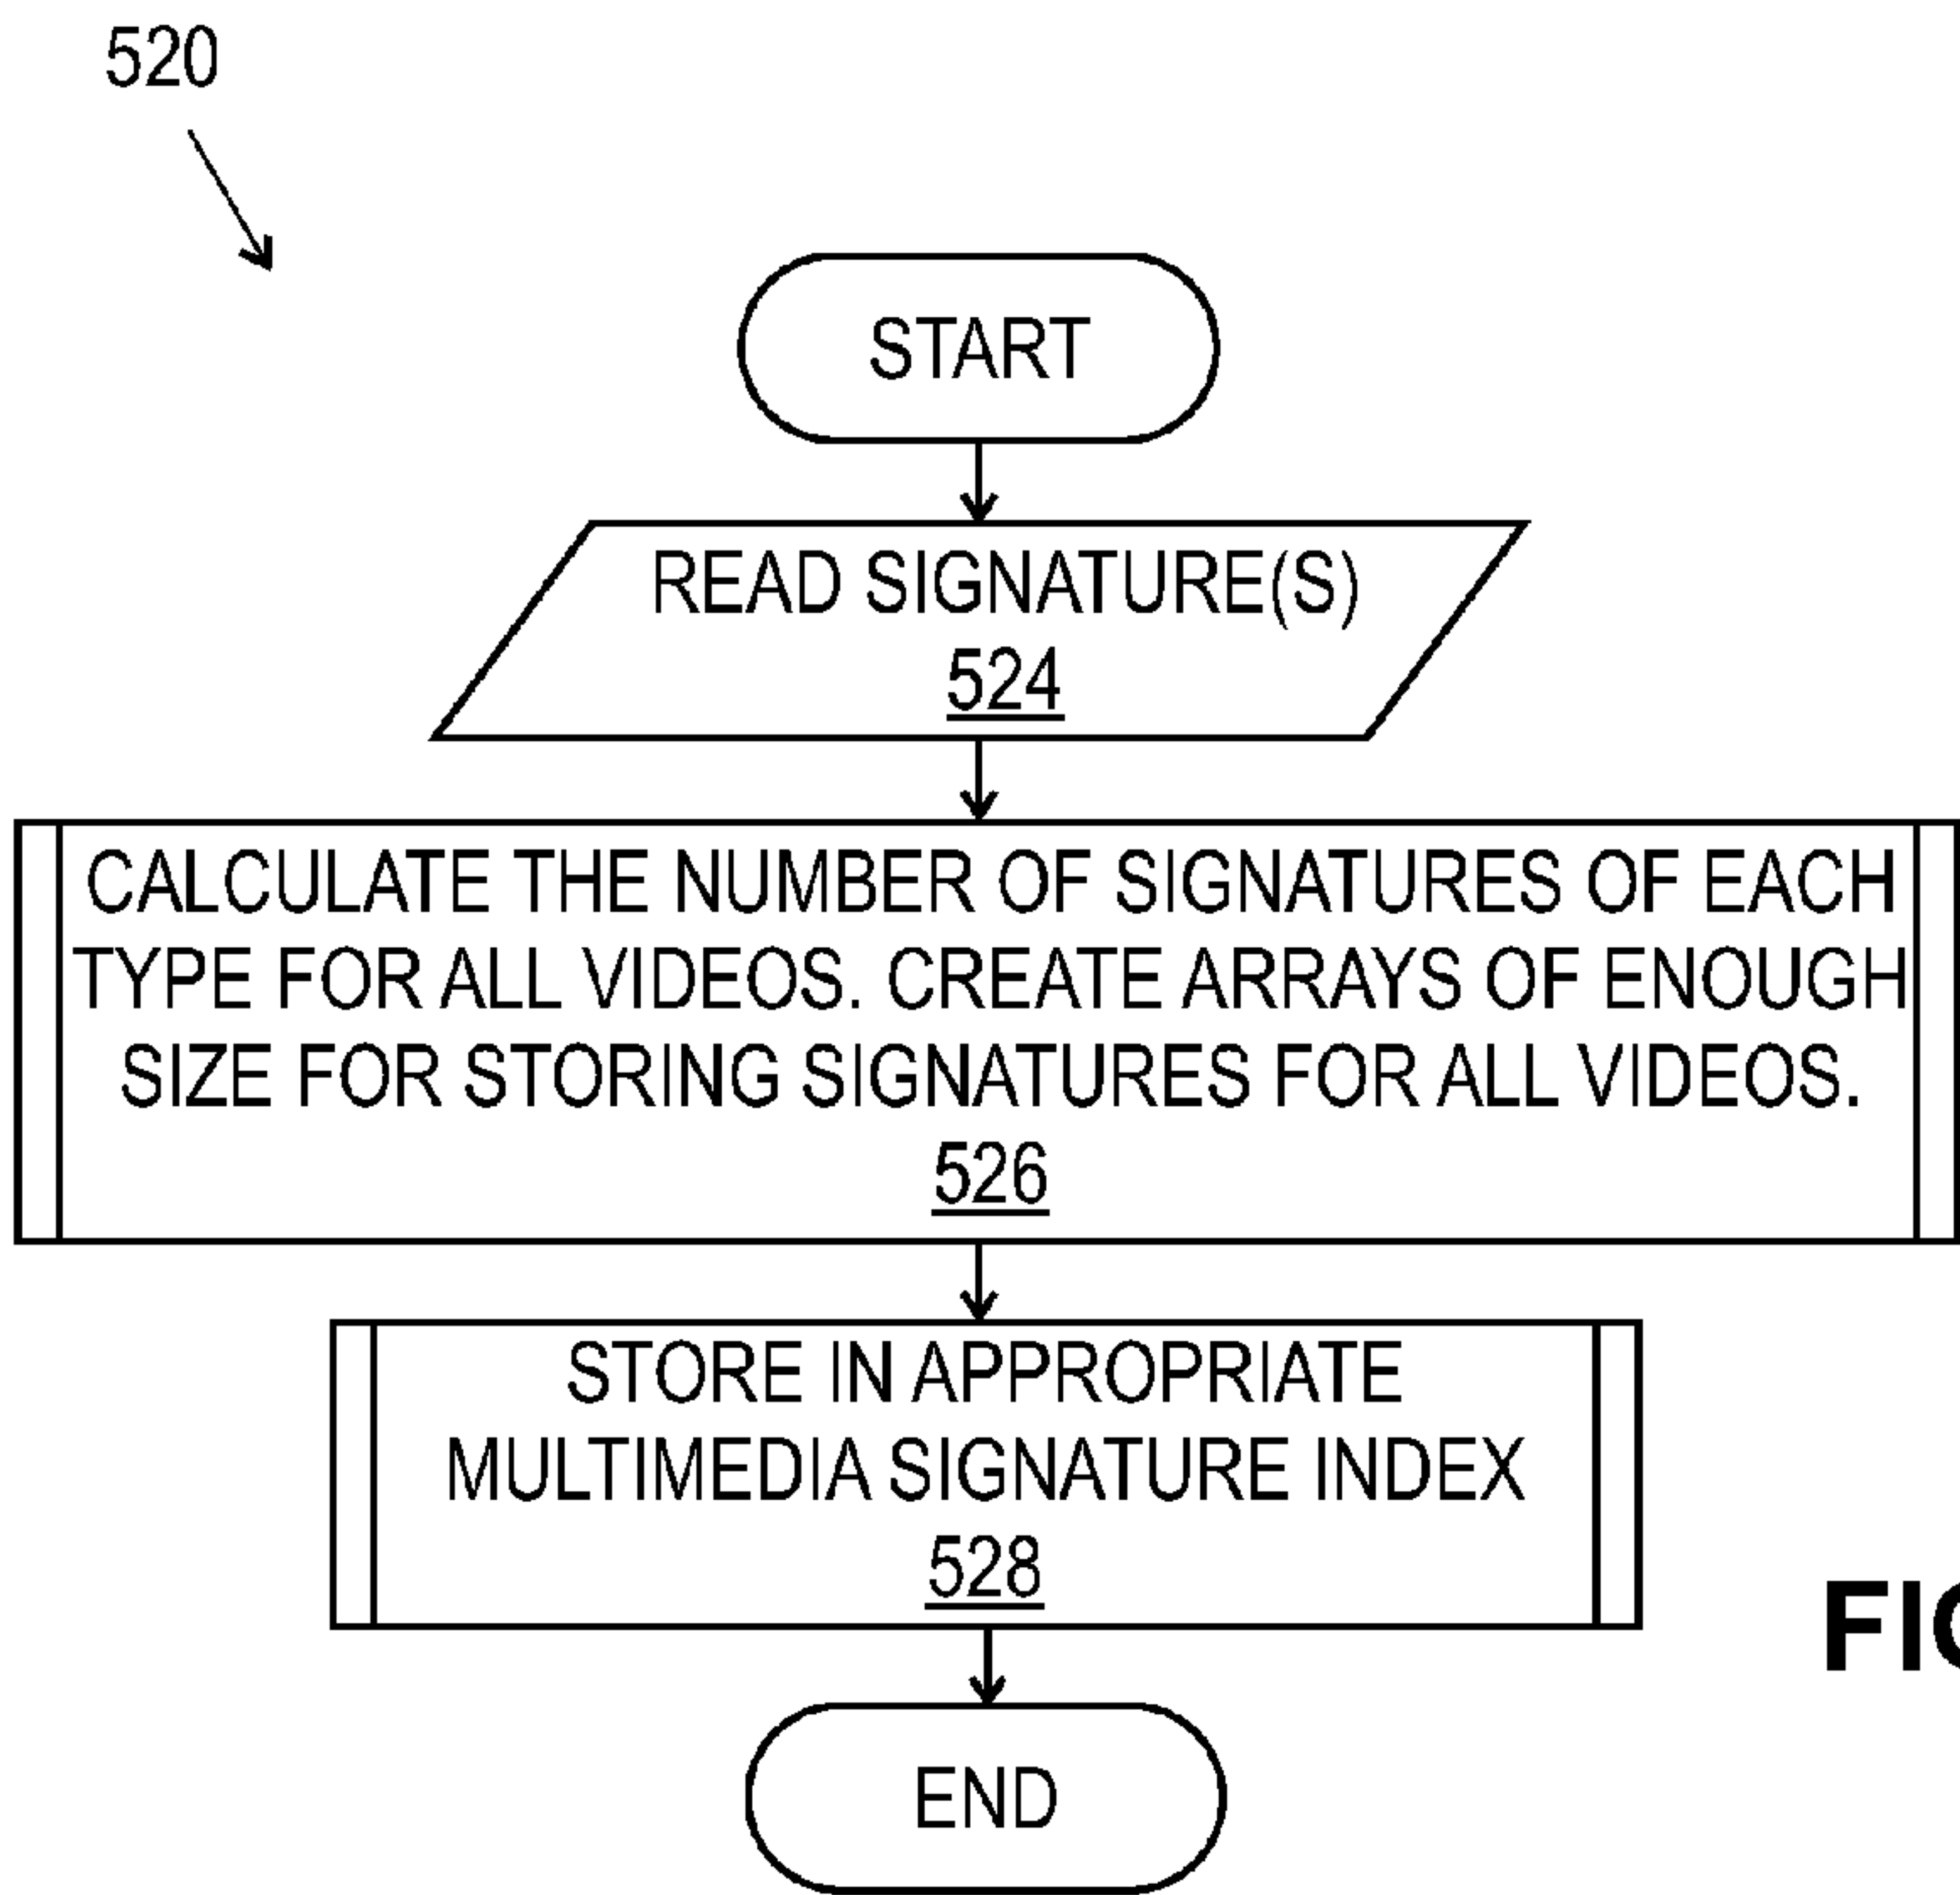 520
START
READ SIGNATURE(S)
524
CALCULATE THE NUMBER OF SIGNATURES OF EACH
TYPE FOR ALL VIDEOS. CREATE ARRAYS OF ENOUGH
SIZE FOR STORING SIGNATURES FOR ALL VIDEOS.
526
STORE IN APPROPRIATE
MULTIMEDIA SIGNATURE INDEX
528
END